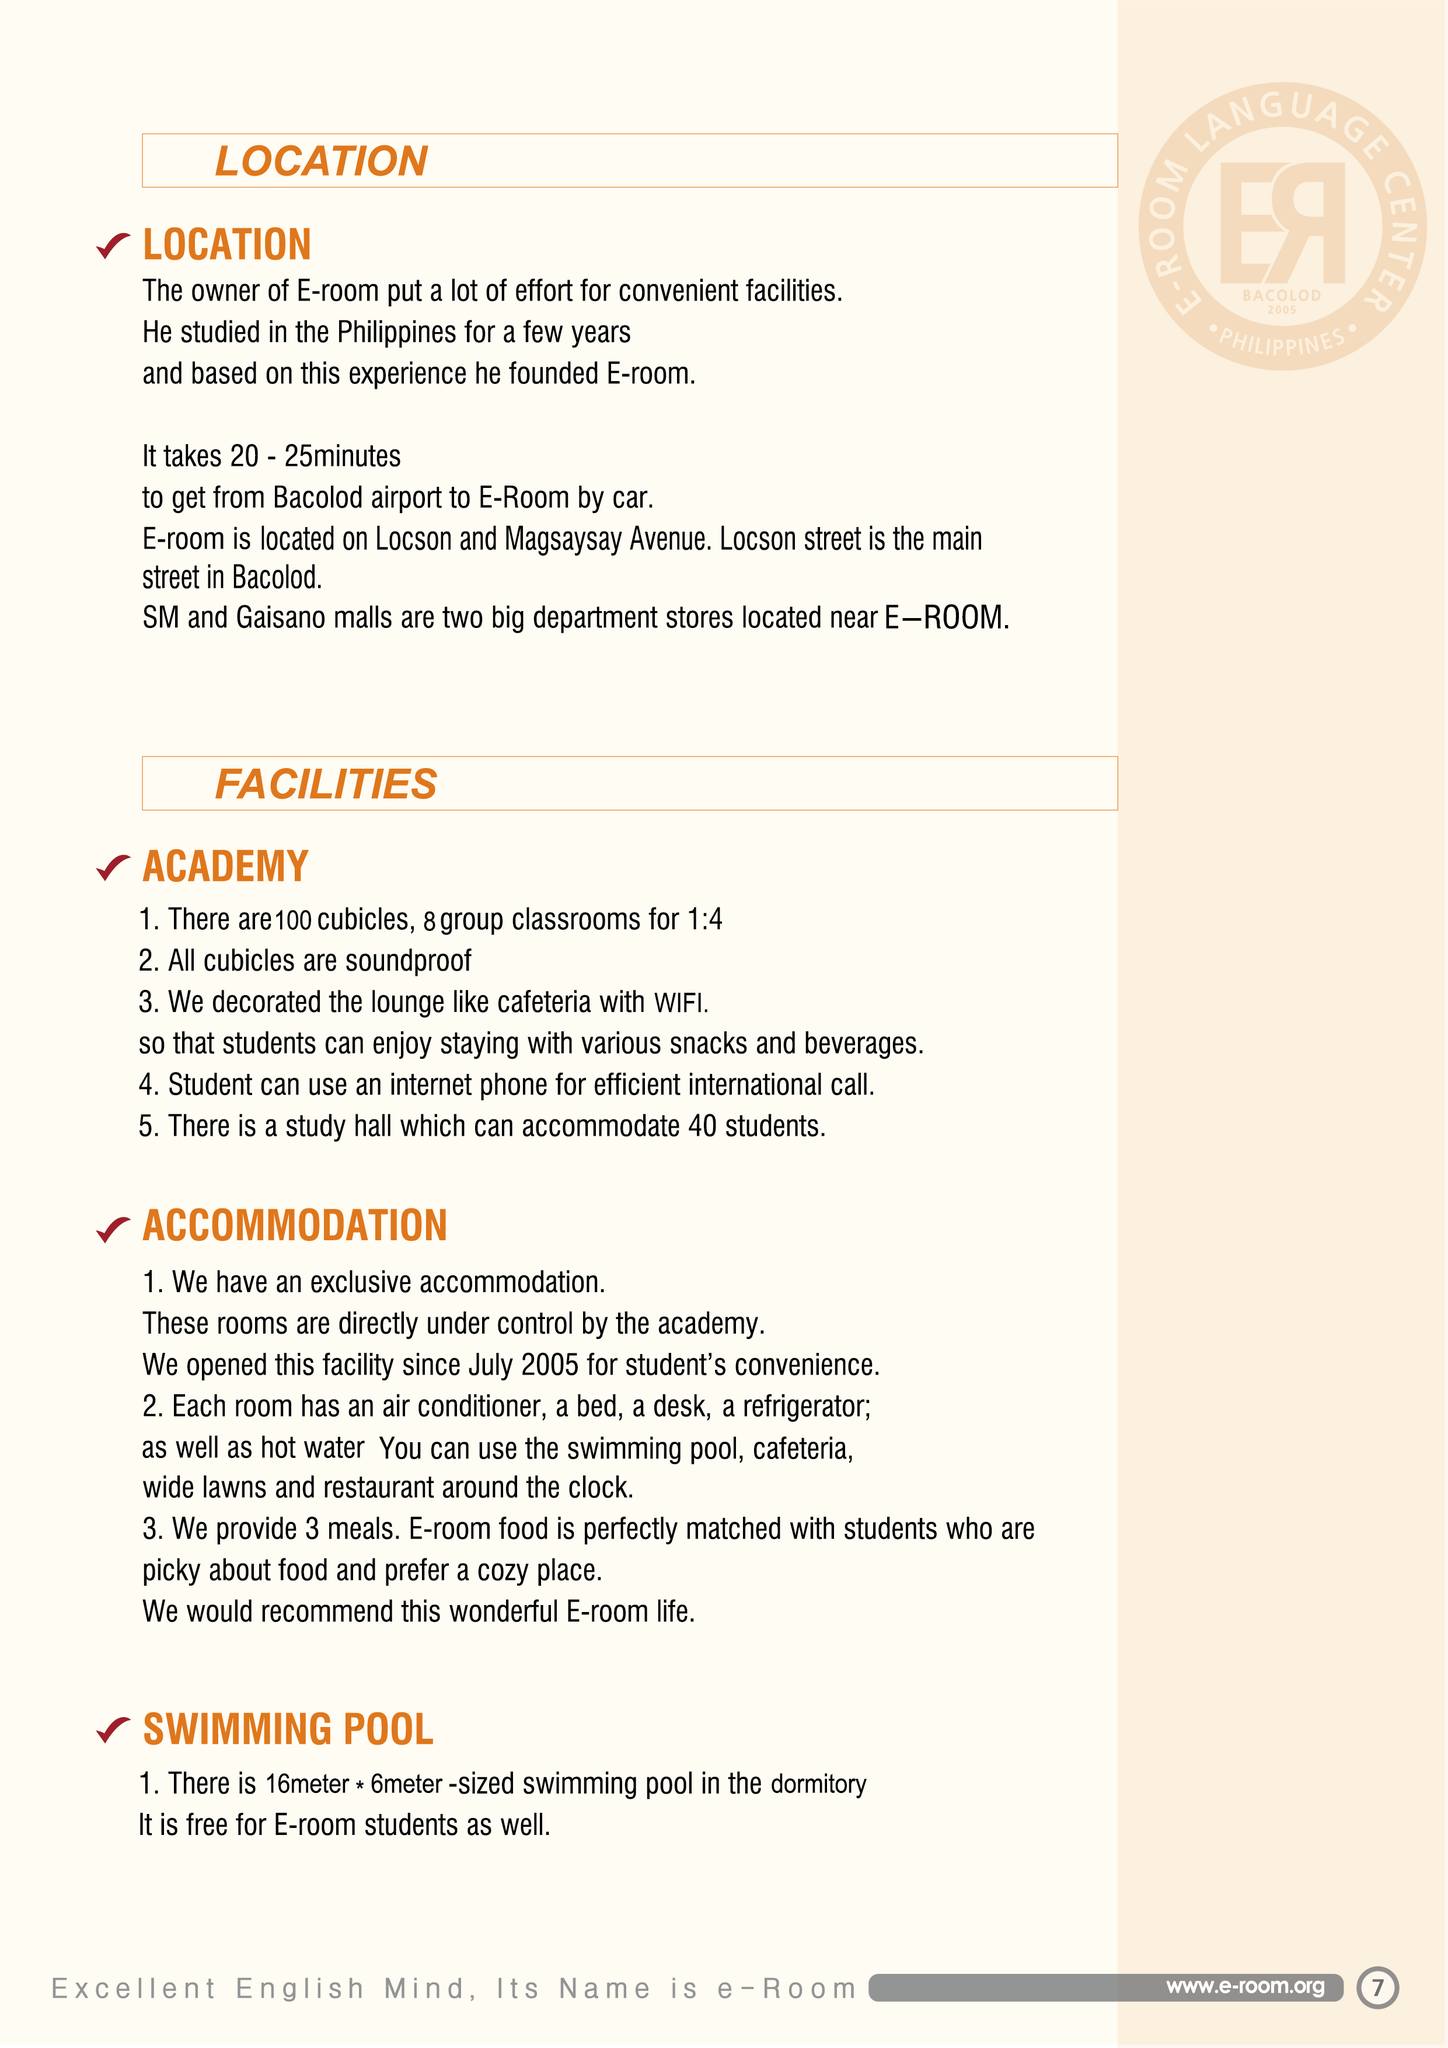 LOCATION
LOCATION
The owner of E-room put a lot of effort for convenient facilities.
He studied in the Philippines for a few years
and based on this experience he founded E-room.
It takes 20 - 25minutes
to get from Bacolod airport to E-Room by car.
E-room is located on Locson and Magsaysay Avenue. Locson street is the main
street in Bacolod.
SM and Gaisano malls are two big department stores located near E—ROOM.
FACILITIES
ACADEMY
1. There are 100 cubicles, 8 group classrooms for 1:4
2. All cubicles are soundproof
3. We decorated the lounge like cafeteria with WIFI.
so that students can enjoy staying with various snacks and beverages.
4. Student can use an internet phone for efficient international call.
5. There is a study hall which can accommodate 40 students.
ACCOMMODATION
1. We have an exclusive accommodation.
These rooms are directly under control by the academy.
We opened this facility since July 2005 for student's convenience.
2. Each room has an air conditioner, a bed, a desk, a refrigerator;
as well as hot water You can use the swimming pool, cafeteria,
wide lawns and restaurant around the clock.
3. We provide 3 meals. E-room food is perfectly matched with students who are
picky about food and prefer a cozy place.
We would recommend this wonderful E-room life.
SWIMMING POOL
1. There is 16meter * 6meter -sized swimming pool in the dormitory
It is free for E-room students as well.
E-ROOM LANGUAGE CENTER
ER
BACOLOD
2005
• PHILIPPINES •
Excellent English Mind, Its Name is e-Room
www.e-room.org
7